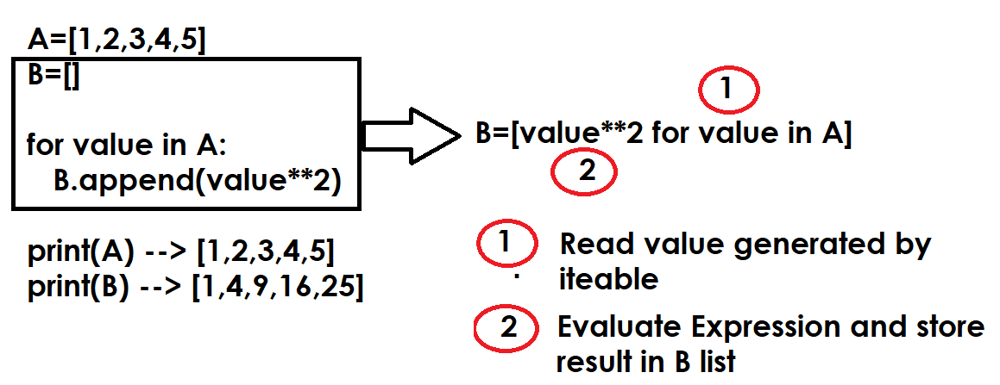 A=[1,2,3,4,5]
B=[]
for value in A:
B.append(value**2)
print(A) --> [1,2,3,4,5]
print(B) --> [1,4,9,16,25]
1
B=[value**2 for value in A]
2
1 Read value generated by
iteable
2 Evaluate Expression and store
result in B list